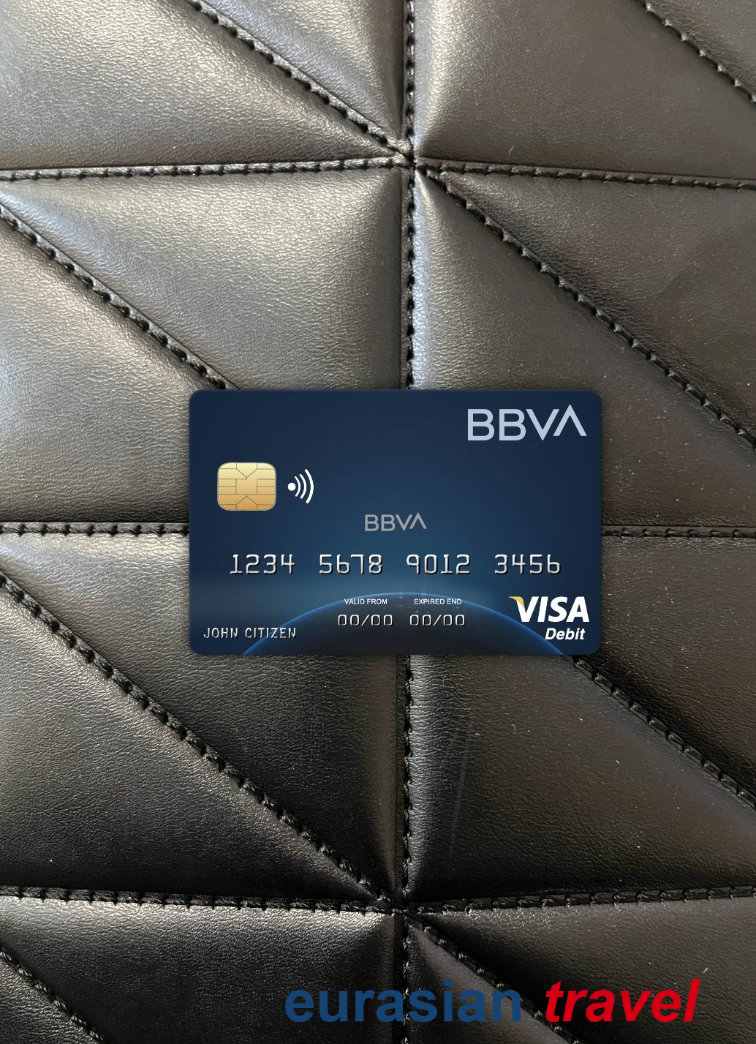 BBVA
BBVA
1234 5678 9012 3456
VALID FROM EXPIRED END
00/00 00/00
VISA
Debit
JOHN CITIZEN
eurasian travel